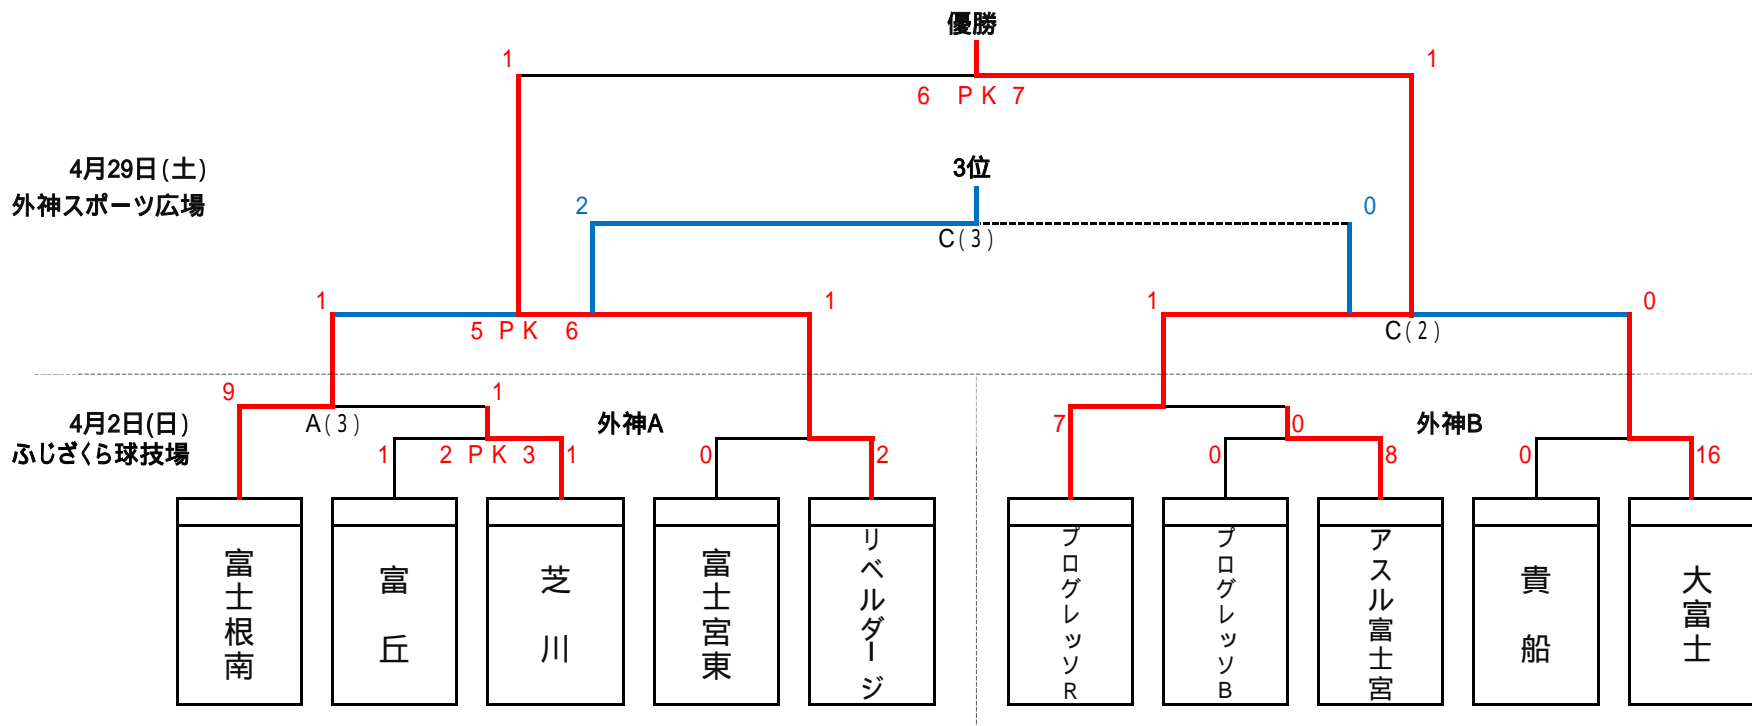 優勝
1 1
6 PK 7
4月29日(土)
3位
外神スポーツ広場
2 0
C(3)
1 1 1 0
5 PK 6 C(2)
9 1
4月2日(日) A(3) 外神A 7 0 外神B
ふじざくら球技場 1 2 PK 3 1 0 2 0 8 0 16
富士根南
富丘
芝川
富士宮東
リベルダージ
プログレッソR
プログレッソB
アスル富士宮
貴船
大富士